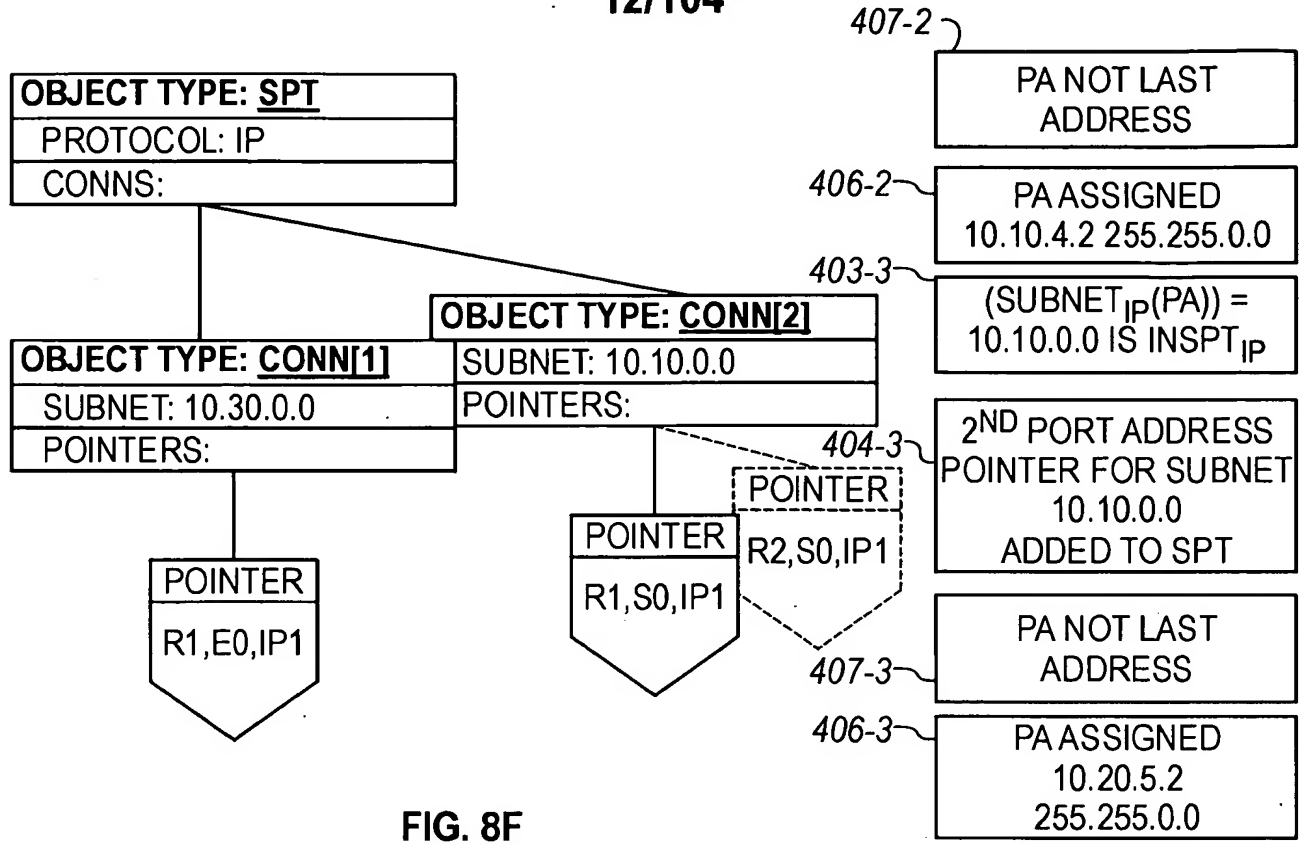 12/104
OBJECT TYPE: SPT
PROTOCOL: IP
CONNS:
OBJECT TYPE: CONN[1]
SUBNET: 10.30.0.0
POINTERS:
OBJECT TYPE: CONN[2]
SUBNET: 10.10.0.0
POINTERS:
POINTER
R1,E0,IP1
POINTER
R1,S0,IP1
POINTER
R2,S0,IP1
407-2
PA NOT LAST
ADDRESS
406-2
PA ASSIGNED
10.10.4.2 255.255.0.0
403-3
(SUBNETIP(PA)) =
10.10.0.0 IS INSPTIP
404-3
2ND PORT ADDRESS
POINTER FOR SUBNET
10.10.0.0
ADDED TO SPT
407-3
PA NOT LAST
ADDRESS
406-3
PA ASSIGNED
10.20.5.2
255.255.0.0
FIG. 8F